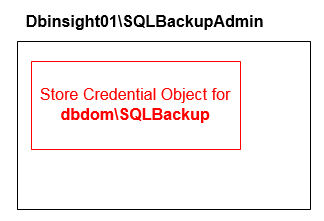 Dbinsight01\SQLBackupAdmin
Store Credential Object for
dbdom\SQLBackup